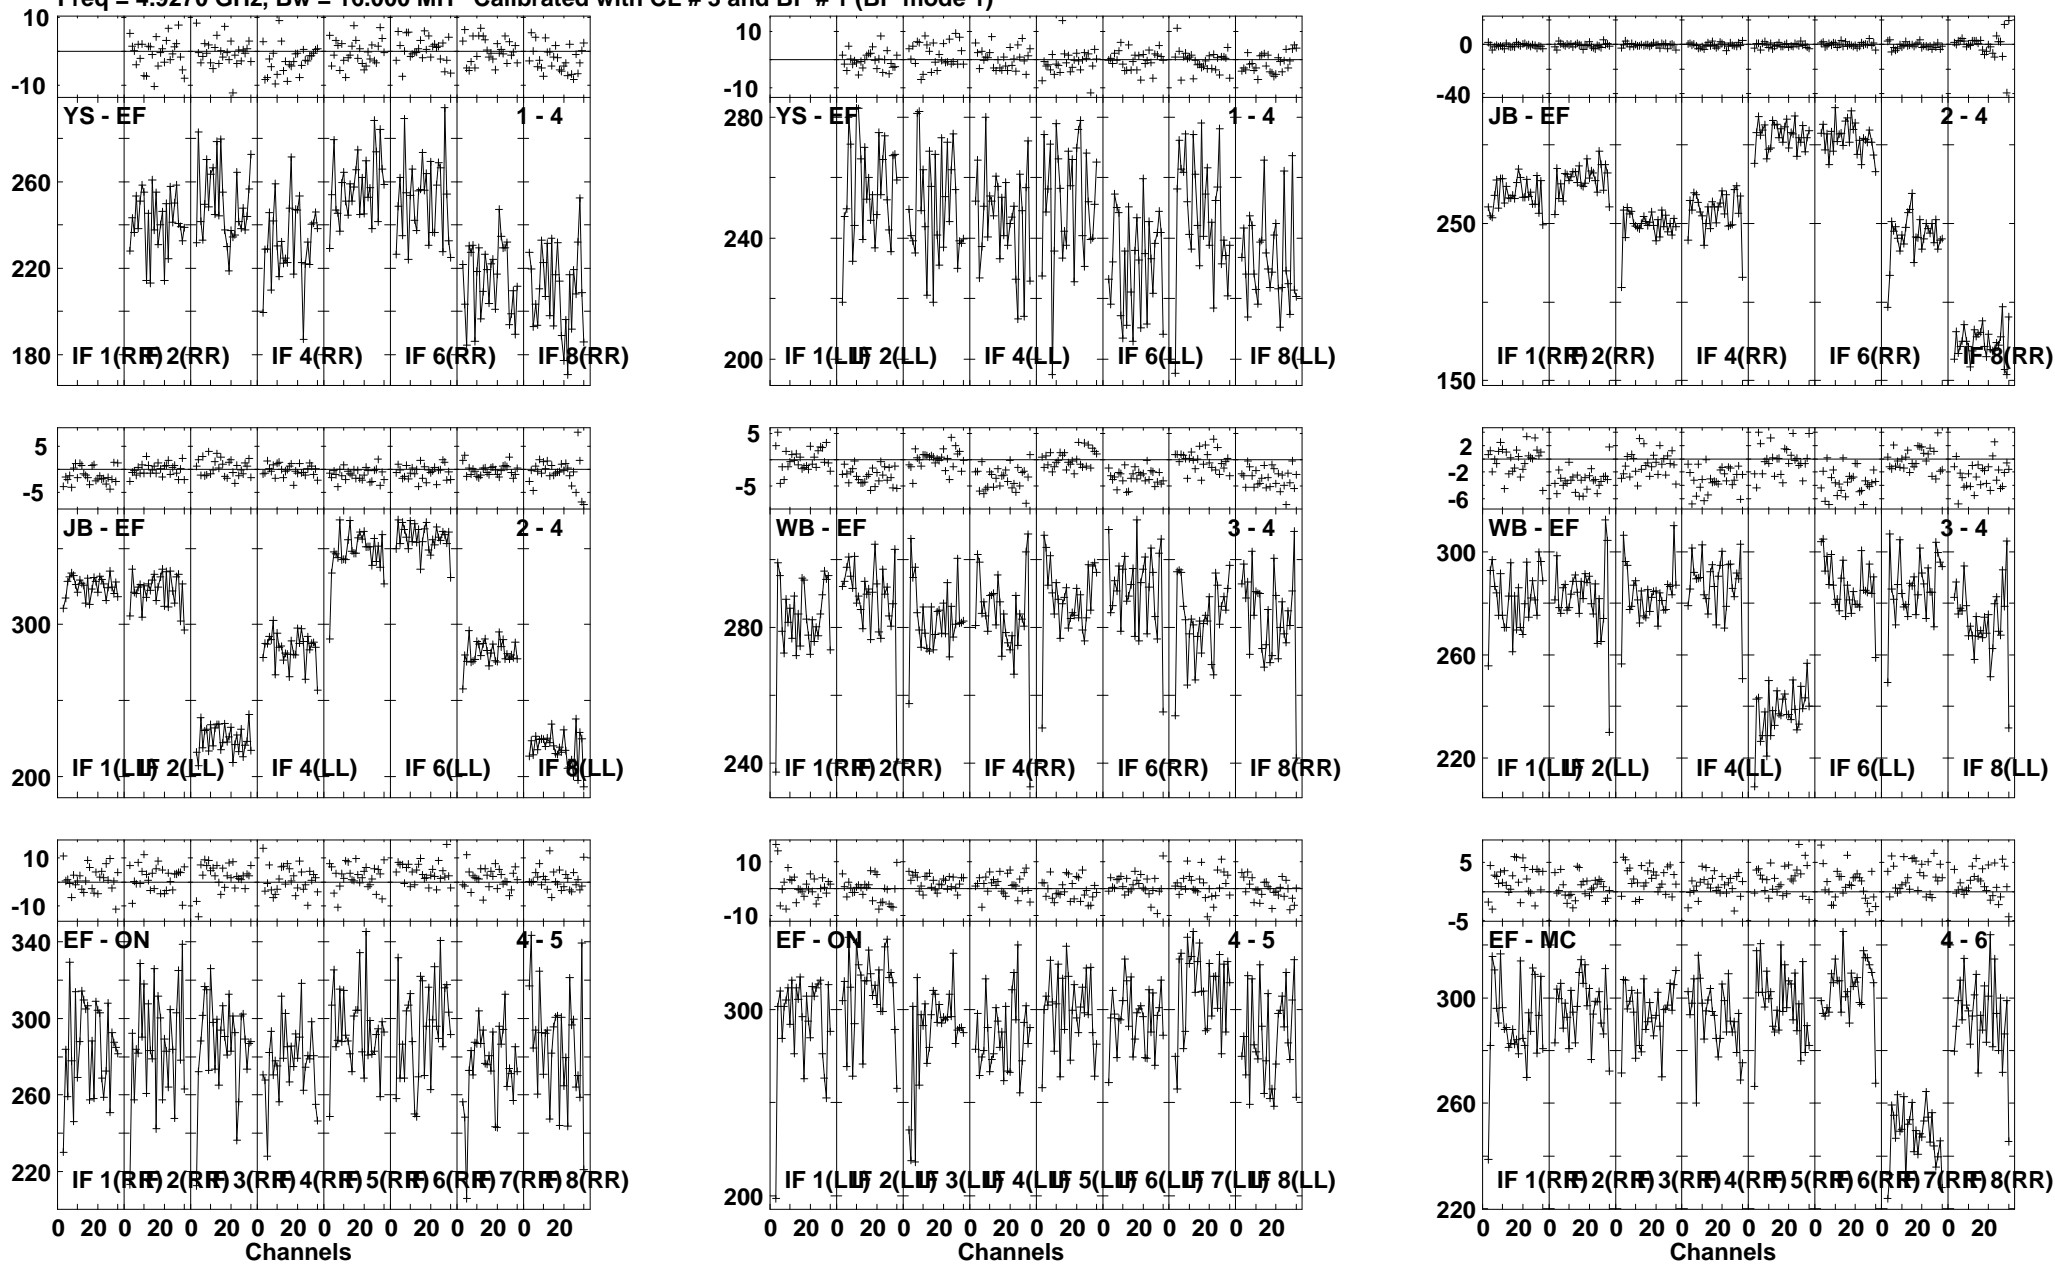 Freq = 4.9270 GHz, Bw = 16.000 MH Calibrated with CL # 3 and BP # 1 (BP mode 1)
10
-10
YS - EF 1 - 4
260
220
180
IF 1(RR) IF 2(RR) IF 4(RR) IF 6(RR) IF 8(RR)
10
-10
YS - EF 1 - 4
280
240
200
IF 1(LL) IF 2(LL) IF 4(LL) IF 6(LL) IF 8(LL)
0
-40
JB - EF 2 - 4
250
150
IF 1(RR) IF 2(RR) IF 4(RR) IF 6(RR) IF 8(RR)
5
-5
JB - EF 2 - 4
300
200
IF 1(LL) IF 2(LL) IF 4(LL) IF 6(LL) IF 8(LL)
5
-5
WB - EF 3 - 4
280
240
IF 1(RR) IF 2(RR) IF 4(RR) IF 6(RR) IF 8(RR)
2
-2
-6
WB - EF 3 - 4
300
260
220
IF 1(LL) IF 2(LL) IF 4(LL) IF 6(LL) IF 8(LL)
10
-10
EF - ON 4 - 5
340
300
260
220
IF 1(RR) IF 2(RR) IF 3(RR) IF 4(RR) IF 5(RR) IF 6(RR) IF 7(RR) IF 8(RR)
0 20 0 20 0 20 0 20 0 20 0 20 0 20 0 20
Channels
10
-10
EF - ON 4 - 5
300
200
IF 1(LL) IF 2(LL) IF 3(LL) IF 4(LL) IF 5(LL) IF 6(LL) IF 7(LL) IF 8(LL)
0 20 0 20 0 20 0 20 0 20 0 20 0 20 0 20
Channels
5
-5
EF - MC 4 - 6
300
260
220
IF 1(RR) IF 2(RR) IF 3(RR) IF 4(RR) IF 5(RR) IF 6(RR) IF 7(RR) IF 8(RR)
0 20 0 20 0 20 0 20 0 20 0 20 0 20 0 20
Channels